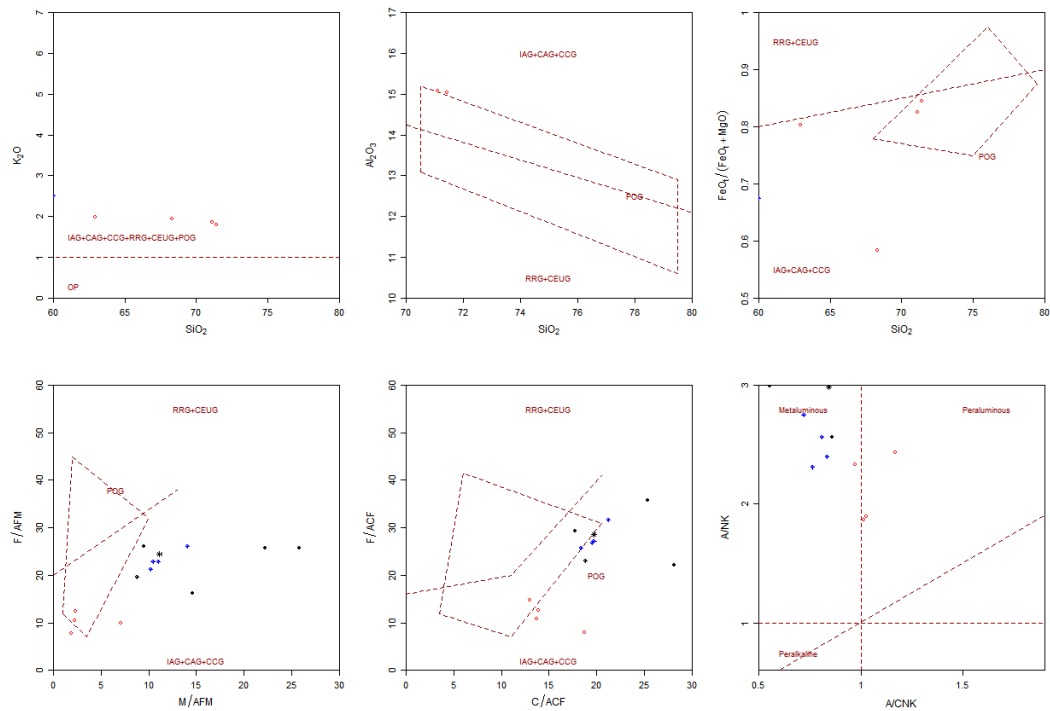 7
6
5
4
3
2
1
0
K₂O
IAG+CAG+CCG+RRG+CEUG+POG
OP
60 65 70 75 80
SiO₂
18
17
16
15
14
13
12
11
10
Al₂O₃
IAG+CAG+CCG
POG
RRG+CEUG
70 72 74 76 78 80
SiO₂
1
0.9
0.8
0.7
0.6
0.5
FeOₜ/(FeOₜ+MgO)
RRG+CEUG
POG
IAG+CAG+CCG
60 65 70 75 80
SiO₂
60
50
40
30
20
10
0
F/AFM
RRG+CEUG
POG
IAG+CAG+CCG
0 5 10 15 20 25 30
M/AFM
60
50
40
30
20
10
0
F/ACF
RRG+CEUG
POG
IAG+CAG+CCG
0 5 10 15 20 25 30
C/ACF
3
2
1
A/NK
Metaluminous Peraluminous
Peralkaline
0.5 1 1.5
A/CNK